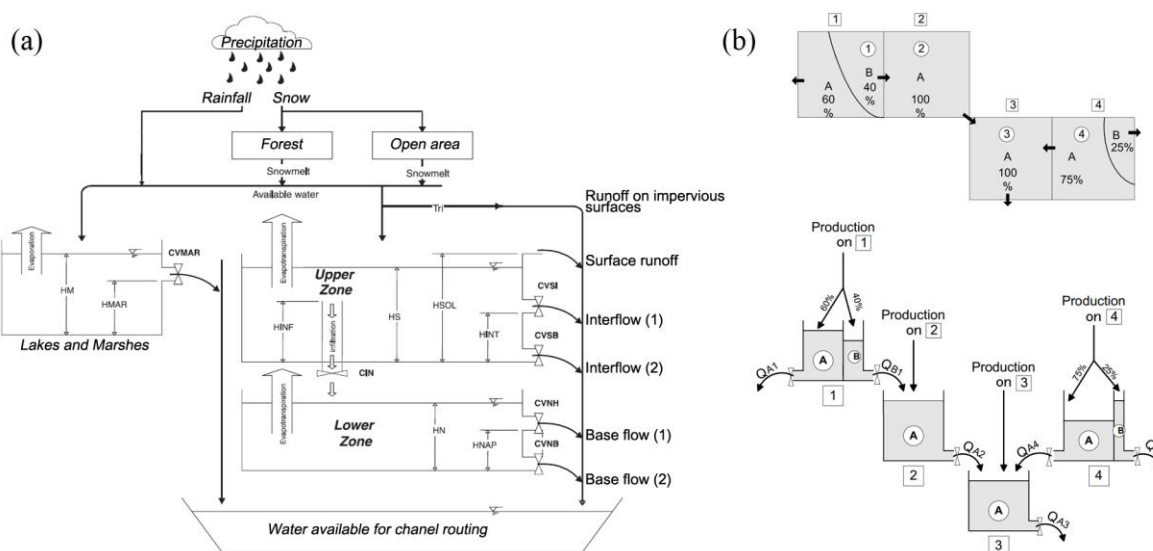 (a)
Precipitation
Rainfall
Snow
Forest
Open area
Snowmelt
Snowmelt
Available water
Tri
Runoff on impervious
surfaces
Evaporation
CVMAR
HM
HMAR
Lakes and Marshes
Evapotranspiration
Upper
Zone
HINF
Infiltration
CIN
HS
HSOL
HINT
CVSI
CVSB
Surface runoff
Interflow (1)
Interflow (2)
Evapotranspiration
Lower
Zone
HN
HNAP
CVNH
CVNB
Base flow (1)
Base flow (2)
Water available for chanel routing
(b)
1
2
1
2
A
60
%
B
40
%
A
100
%
3
4
3
4
A
100
%
A
75%
B
25%
Production
on 1
60%
40%
A
B
QA1
QB1
1
Production
on 2
A
QA2
2
Production
on 3
A
QA3
3
Production
on 4
75%
25%
A
B
QA4
Q
4